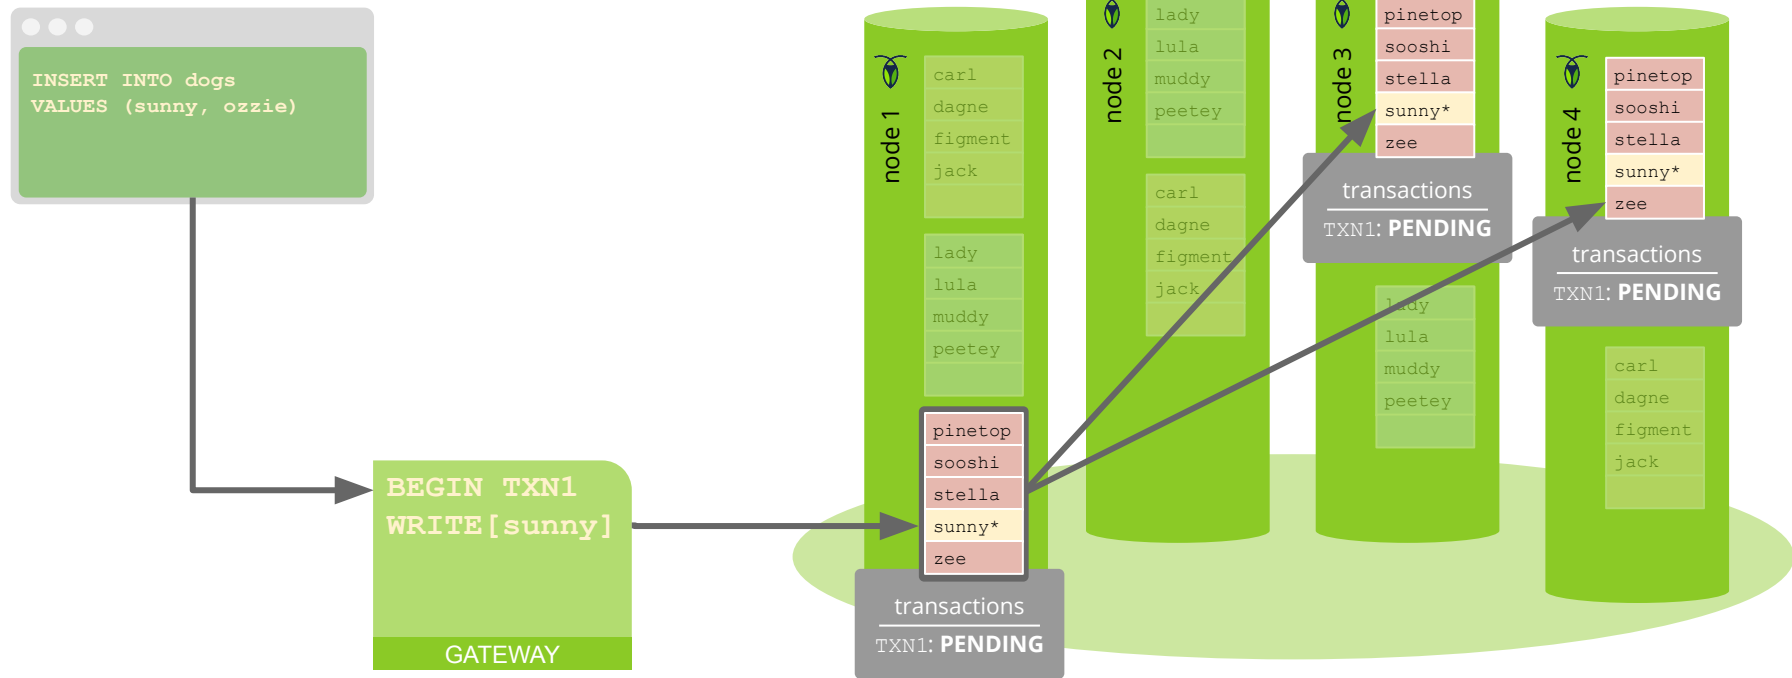 INSERT INTO dogs
VALUES (sunny, ozzie)
BEGIN TXN1
WRITE[sunny]
GATEWAY
node 1
carl
dagne
figment
jack
lady
lula
muddy
peetey
pinetop
sooshi
stella
sunny*
zee
transactions
TXN1: PENDING
node 2
lady
lula
muddy
peetey
carl
dagne
figment
jack
node 3
pinetop
sooshi
stella
sunny*
zee
transactions
TXN1: PENDING
lady
lula
muddy
peetey
node 4
pinetop
sooshi
stella
sunny*
zee
transactions
TXN1: PENDING
carl
dagne
figment
jack